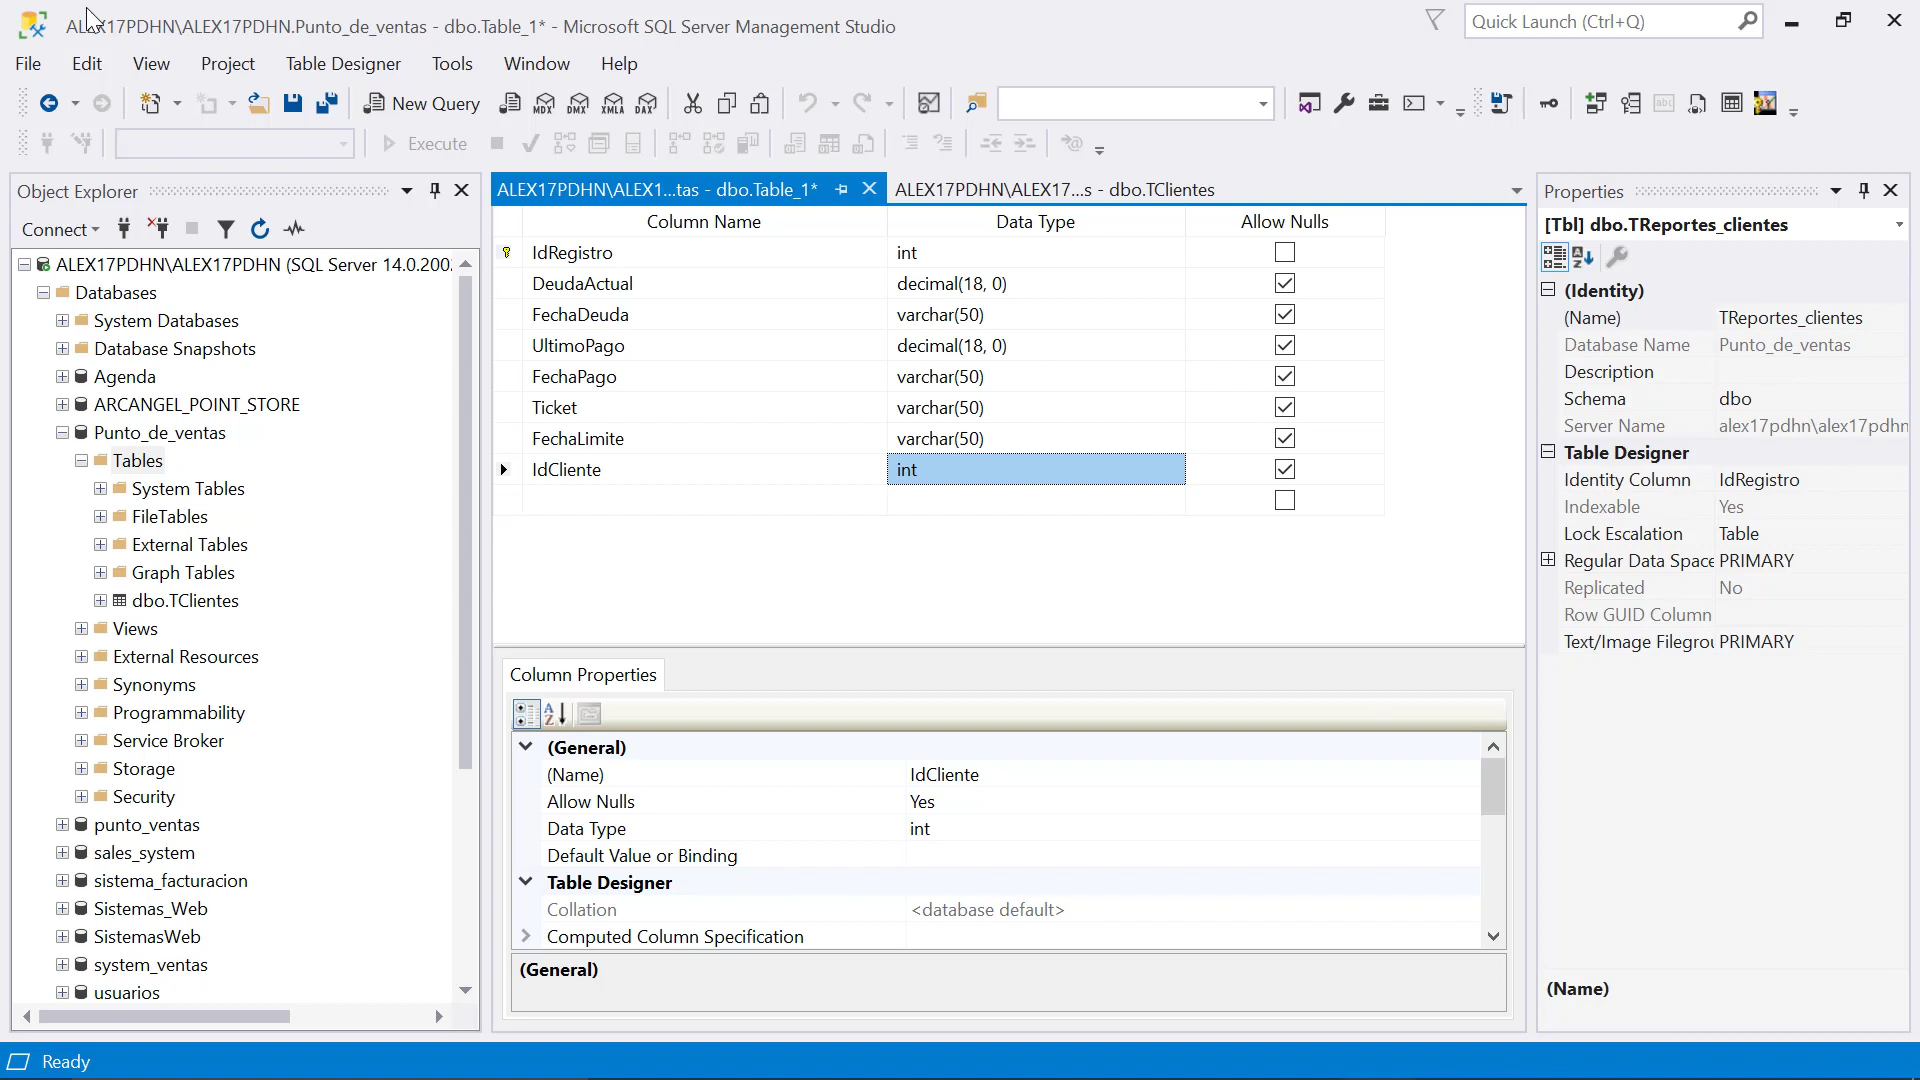 ALEX17PDHN\ALEX17PDHN.Punto_de_ventas - dbo.Table_1* - Microsoft SQL Server Management Studio
Quick Launch (Ctrl+Q)
File Edit View Project Table Designer Tools Window Help
New Query MDX DMX XMLA DAX
Execute
Object Explorer
Connect
ALEX17PDHN\ALEX17PDHN (SQL Server 14.0.200
Databases
System Databases
Database Snapshots
Agenda
ARCANGEL_POINT_STORE
Punto_de_ventas
Tables
System Tables
FileTables
External Tables
Graph Tables
dbo.TClientes
Views
External Resources
Synonyms
Programmability
Service Broker
Storage
Security
punto_ventas
sales_system
sistema_facturacion
Sistemas_Web
SistemasWeb
system_ventas
usuarios
ALEX17PDHN\ALEX1...tas - dbo.Table_1* ALEX17PDHN\ALEX17...s - dbo.TClientes
Column Name Data Type Allow Nulls
IdRegistro int
DeudaActual decimal(18, 0)
FechaDeuda varchar(50)
UltimoPago decimal(18, 0)
FechaPago varchar(50)
Ticket varchar(50)
FechaLimite varchar(50)
IdCliente int
Column Properties
(General)
(Name) IdCliente
Allow Nulls Yes
Data Type int
Default Value or Binding
Table Designer
Collation <database default>
Computed Column Specification
(General)
Properties
[Tbl] dbo.TReportes_clientes
(Identity)
(Name) TReportes_clientes
Database Name Punto_de_ventas
Description
Schema dbo
Server Name alex17pdhn\alex17pdhn
Table Designer
Identity Column IdRegistro
Indexable Yes
Lock Escalation Table
Regular Data Space PRIMARY
Replicated No
Row GUID Column
Text/Image Filegrou PRIMARY
(Name)
Ready